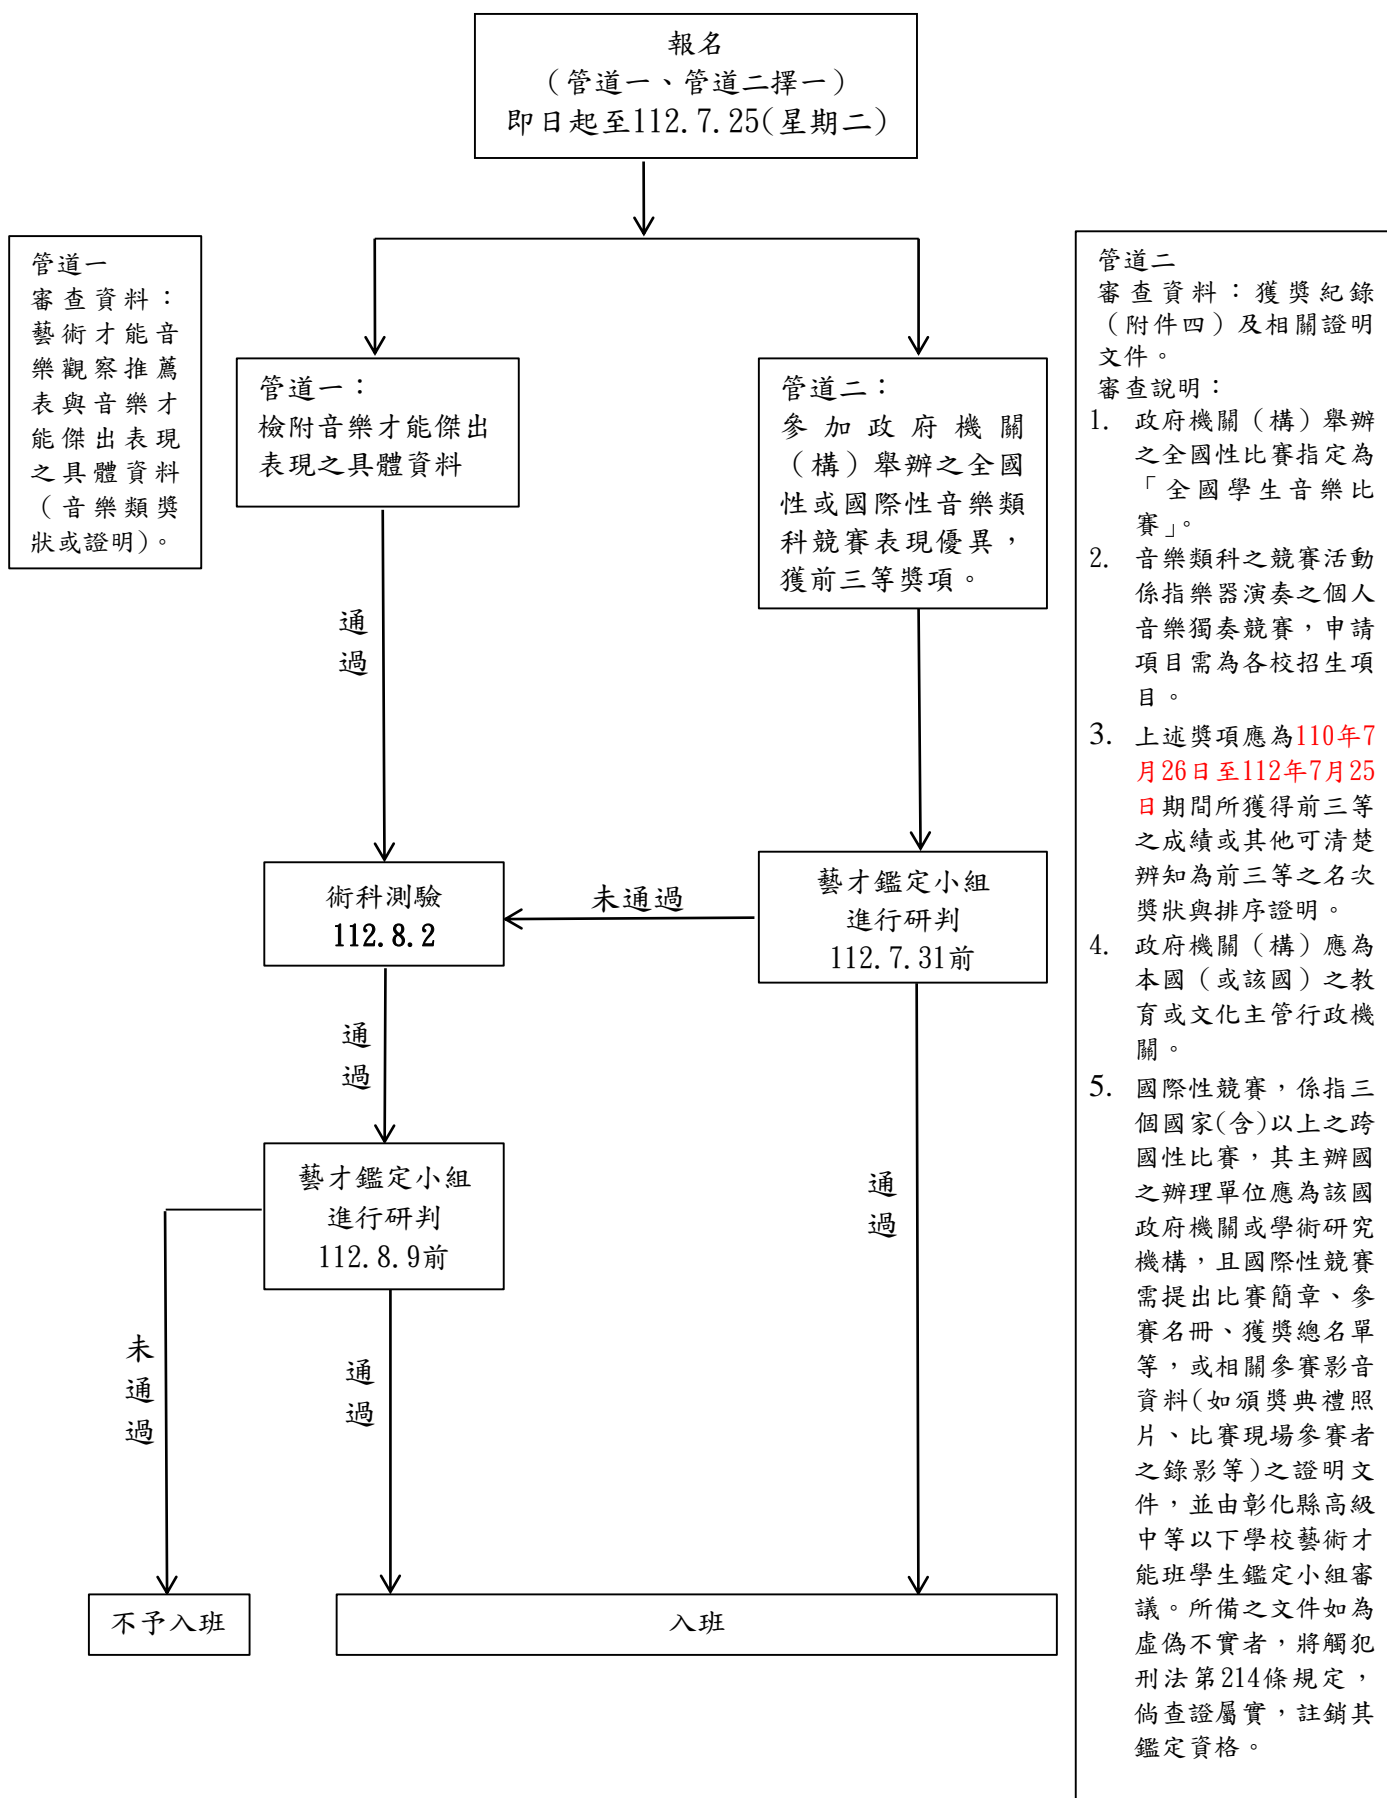 報名
（管道一、管道二擇一）
即日起至112.7.25(星期二)
管道一
審查資料：
藝術才能音
樂觀察推薦
表與音樂才
能傑出表現
之具體資料
（音樂類獎
狀或證明)。
管道一：
檢附音樂才能傑出
表現之具體資料
管道二：
參加政府機關
（構）舉辦之全國
性或國際性音樂類
科競賽表現優異，
獲前三等獎項。
通
過
術科測驗
112.8.2
未通過
藝才鑑定小組
進行研判
112.7.31前
通
過
藝才鑑定小組
進行研判
112.8.9前
通
過
未
通
過
通
過
不予入班
入班
管道二
審查資料：獲獎紀錄
（附件四）及相關證明
文件。
審查說明：
1. 政府機關（構）舉辦
之全國性比賽指定為
「全國學生音樂比
賽」。
2. 音樂類科之競賽活動
係指樂器演奏之個人
音樂獨奏競賽，申請
項目需為各校招生項
目。
3. 上述獎項應為110年7
月26日至112年7月25
日期間所獲得前三等
之成績或其他可清楚
辨知為前三等之名次
獎狀與排序證明。
4. 政府機關（構）應為
本國（或該國）之教
育或文化主管行政機
關。
5. 國際性競賽，係指三
個國家(含)以上之跨
國性比賽，其主辦國
之辦理單位應為該國
政府機關或學術研究
機構，且國際性競賽
需提出比賽簡章、參
賽名冊、獲獎總名單
等，或相關參賽影音
資料(如頒獎典禮照
片、比賽現場參賽者
之錄影等)之證明文
件，並由彰化縣高級
中等以下學校藝術才
能班學生鑑定小組審
議。所備之文件如為
虛偽不實者，將觸犯
刑法第214條規定，
倘查證屬實，註銷其
鑑定資格。